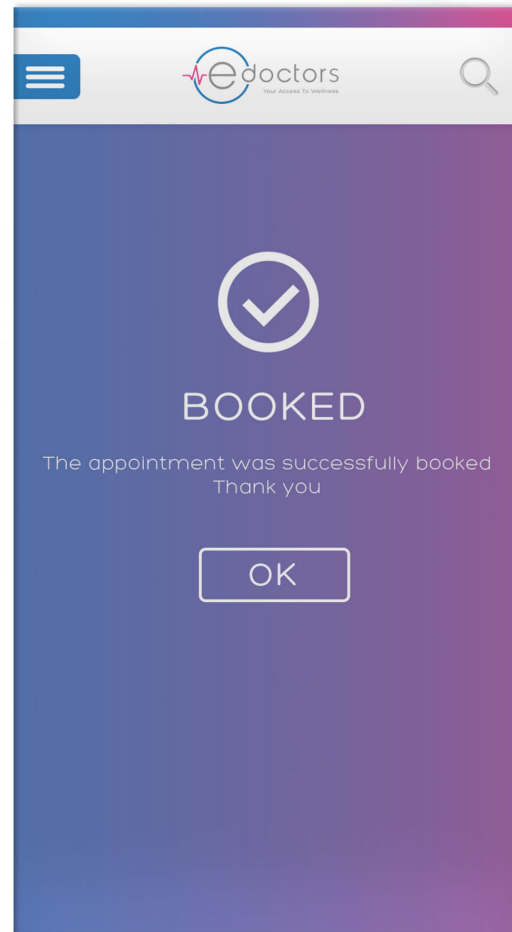 edoctors
Your Access To Wellness
BOOKED
The appointment was successfully booked
Thank you
OK